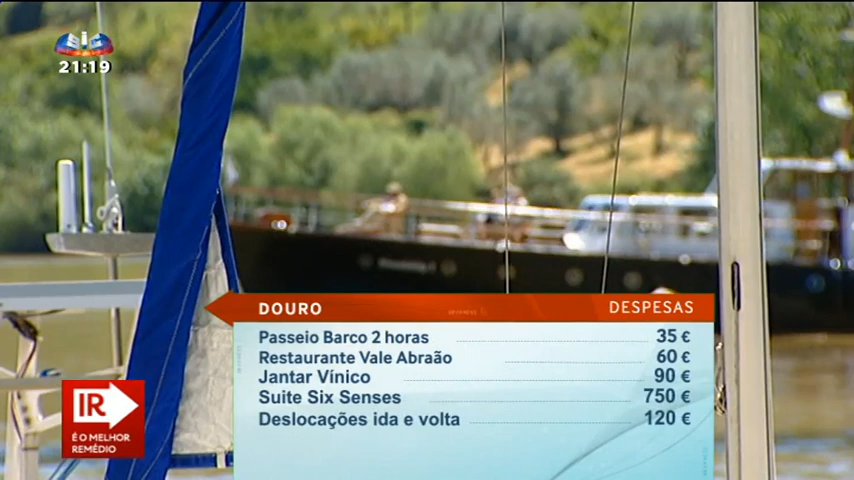 SIC
21:19
DOURO DESPESAS
Passeio Barco 2 horas 35 €
Restaurante Vale Abraão 60 €
Jantar Vínico 90 €
Suite Six Senses 750 €
Deslocações ida e volta 120 €
IR
É O MELHOR
REMÉDIO